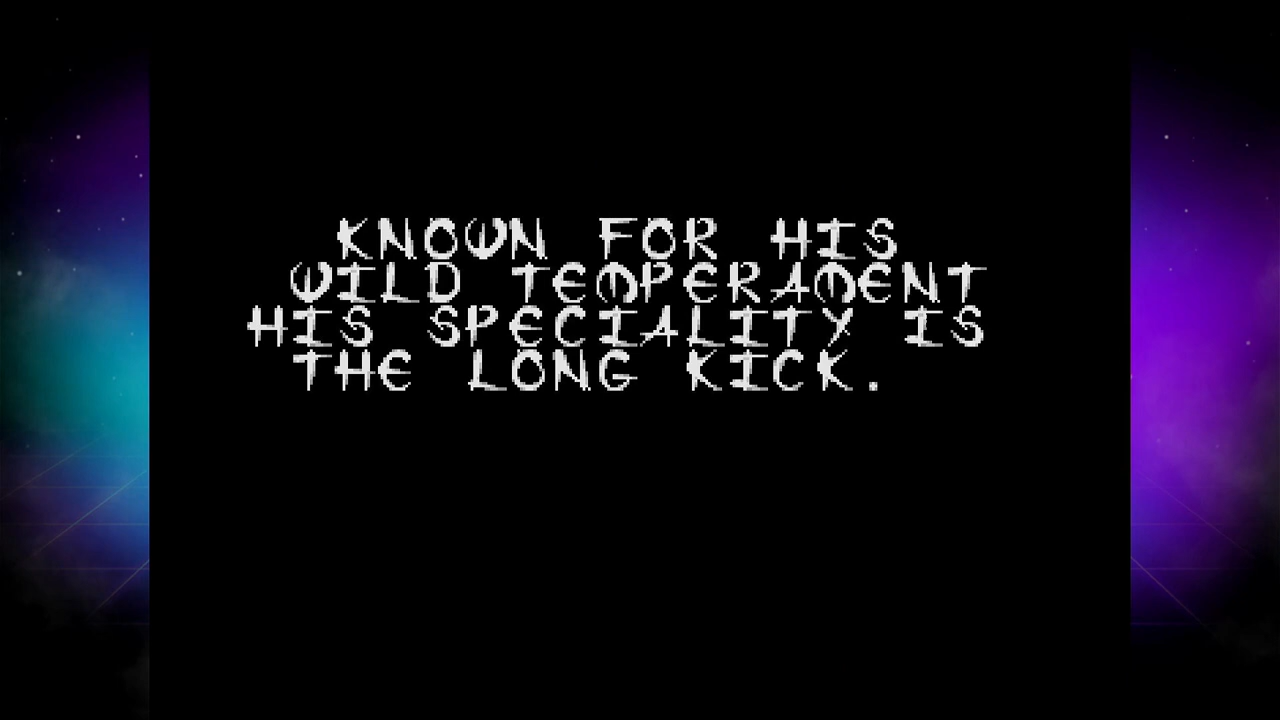 KNOWN FOR HIS
WILD TEMPERAMENT
HIS SPECIALITY IS
THE LONG KICK.